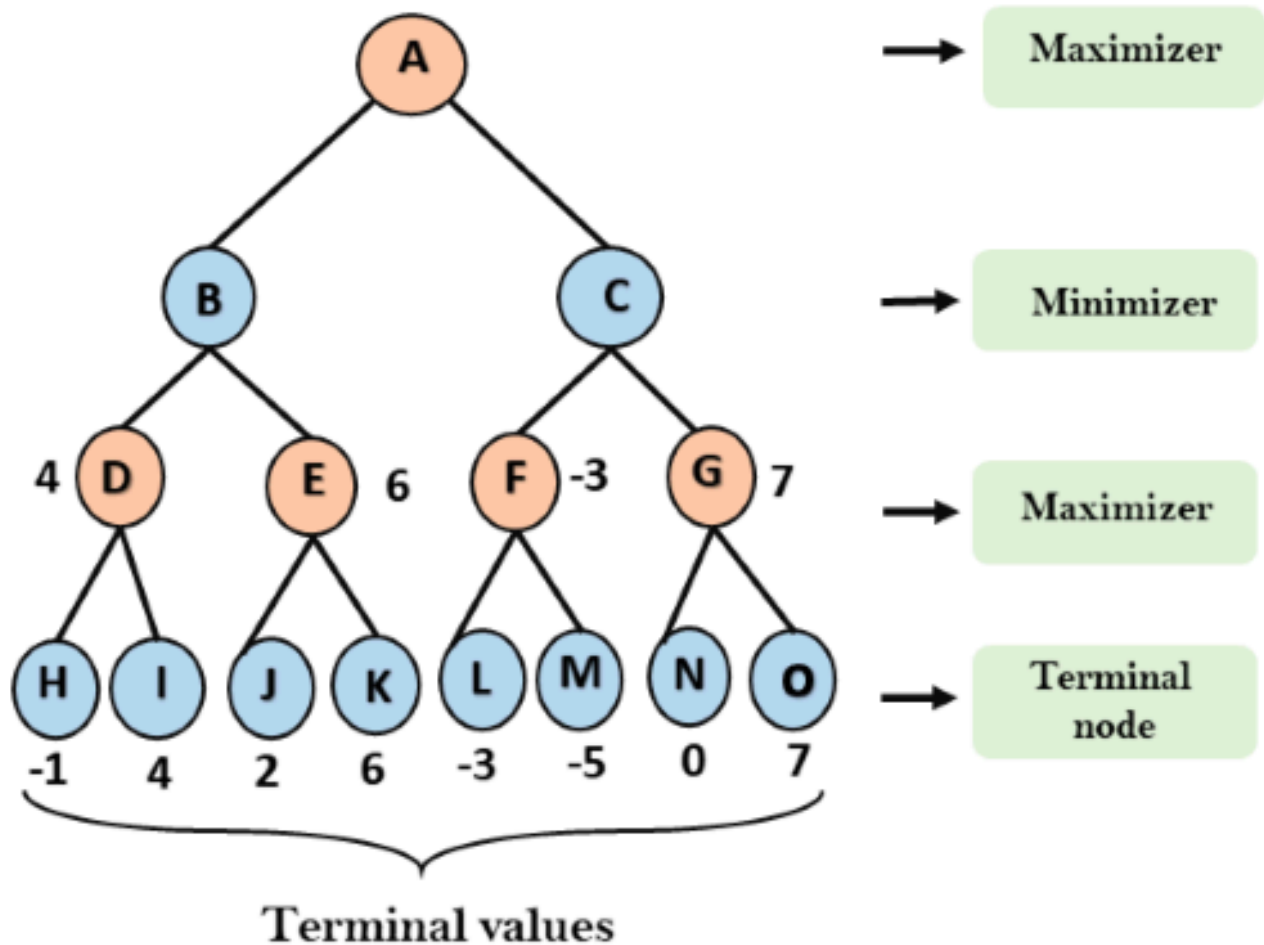 A
Maximizer
B
C
Minimizer
4
D
E
6
F
-3
G
7
Maximizer
H
I
J
K
L
M
N
O
Terminal
node
-1
4
2
6
-3
-5
0
7
Terminal values